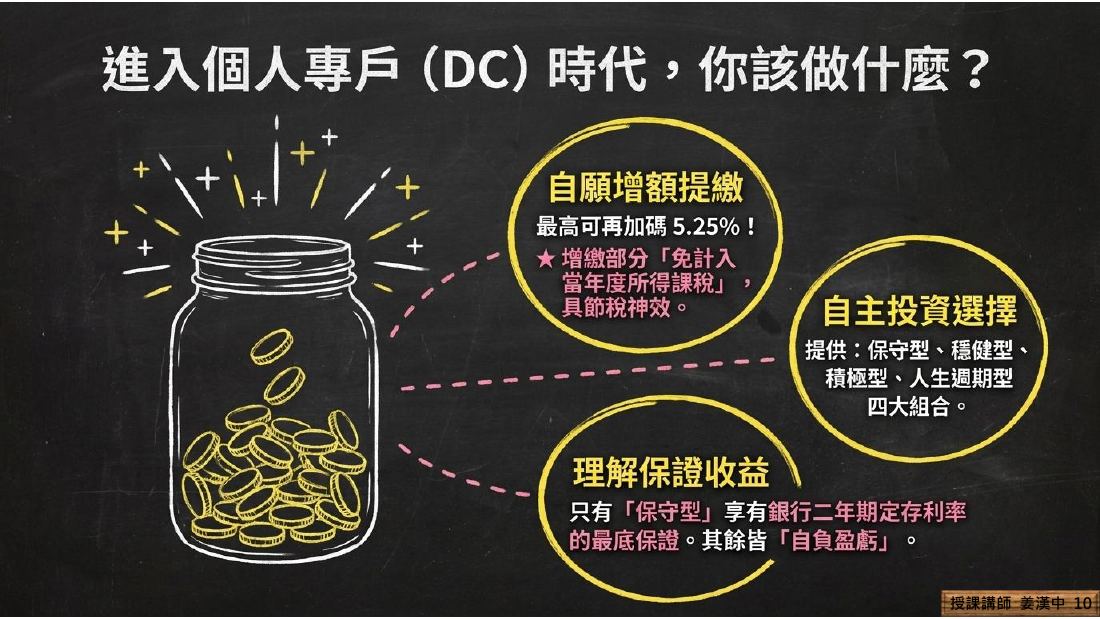 進入個人專戶（DC）時代，你該做什麼？
自願增額提繳
最高可再加碼 5.25%！
★ 增繳部分「免計入
當年度所得課稅」，
具節稅神效。
自主投資選擇
提供：保守型、穩健型、
積極型、人生週期型
四大組合。
理解保證收益
只有「保守型」享有銀行二年期定存利率
的最底保證。其餘皆「自負盈虧」。
授課講師 姜漢中 10